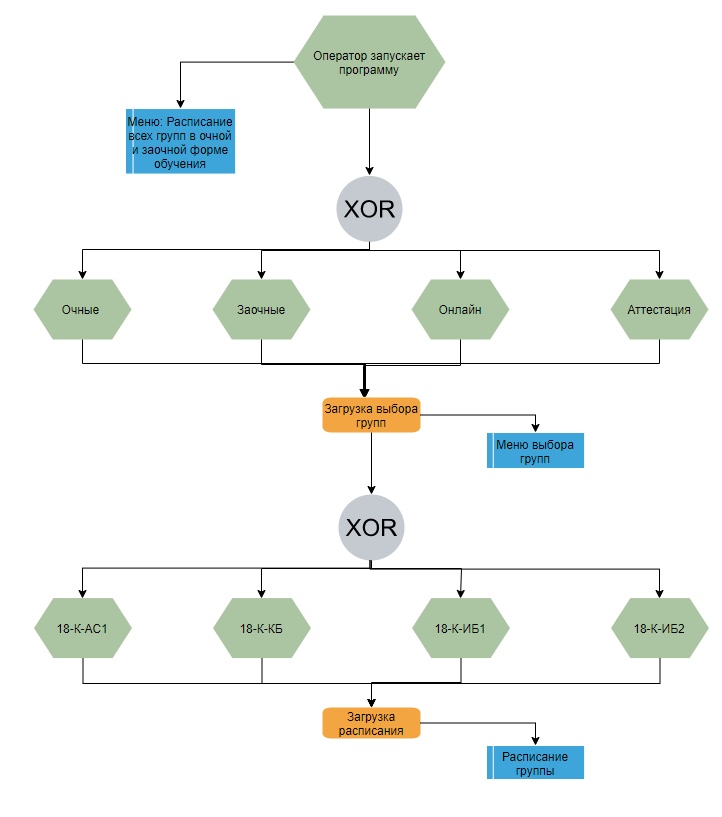 Оператор запускает
программу
Меню: Расписание
всех групп в очной
и заочной форме
обучения
XOR
Очные
Заочные
Онлайн
Аттестация
Загрузка выбора
групп
Меню выбора
групп
XOR
18-К-АС1
18-К-КБ
18-К-ИБ1
18-К-ИБ2
Загрузка
расписания
Расписание
группы